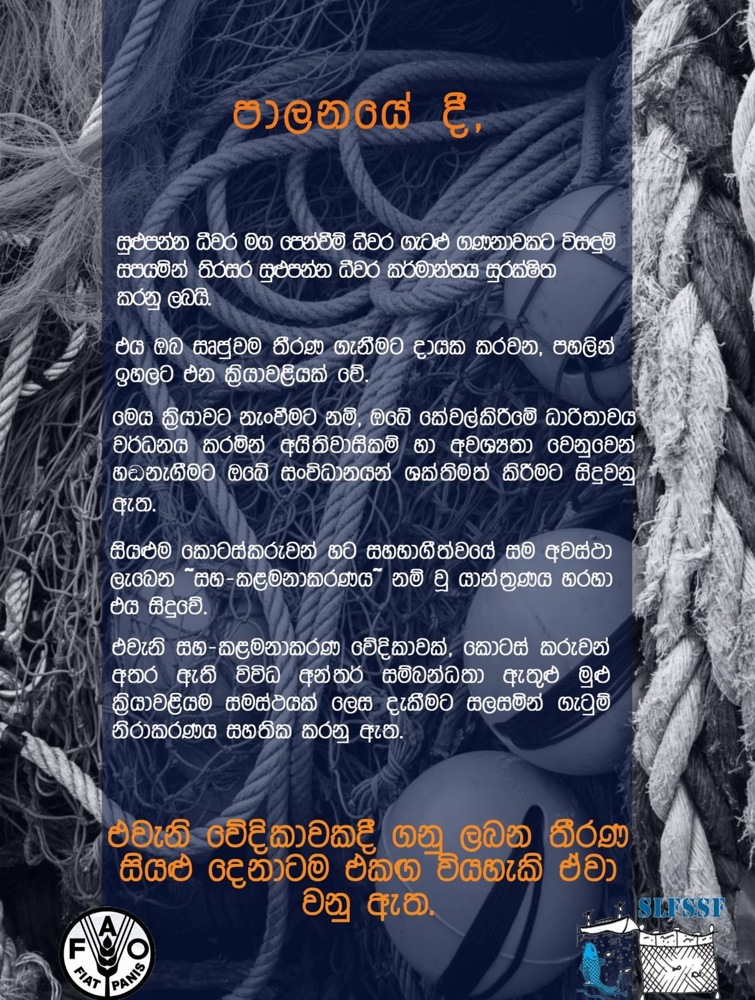 පාලනයේ දී,
සුළුපන්න ධීවර මග පෙන්වීම් ධීවර ගැටළු ගණනාවකට විසඳුම්
සපයමින් තිරසර සුළුපන්න ධීවර කර්මාන්තය සුරක්ෂිත
කරනු ලබයි.
එය ඔබ සෘජුවම තීරණ ගැනීමට දායක කරවන, පහලින්
ඉහලට එන ක්‍රියාවළියක් වේ.
මෙය ක්‍රියාවට නැංවීමට නම්, ඔබේ කේවල්කිරීමේ ධාරිතාවය
වර්ධනය කරමින් අයිතිවාසිකම් හා අවශ්‍යතා වෙනුවෙන්
හඬනැගීමට ඔබේ සංවිධානයන් ශක්තිමත් කිරීමට සිදුවනු
ඇත.
සියළුම කොටස්කරුවන් හට සහභාගීත්වයේ සම අවස්ථා
ලැබෙන ~සහ-කළමනාකරණය~ නම් වූ යාන්ත්‍රණය හරහා
එය සිදුවේ.
එවැනි සහ-කළමනාකරණ වේදිකාවක්, කොටස් කරුවන්
අතර ඇති විවිධ අන්තර් සම්බන්ධතා ඇතුළු මුළු
ක්‍රියාවළියම සමස්ථයක් ලෙස දැකීමට සලසමින් ගැටුම්
නිරාකරණය සහතික කරනු ඇත.
එවැනි වේදිකාවකදී ගනු ලබන තීරණ
සියළු දෙනාටම එකඟ වියහැකි ඒවා
වනු ඇත.
FAO
FIAT PANIS
SLFSSF